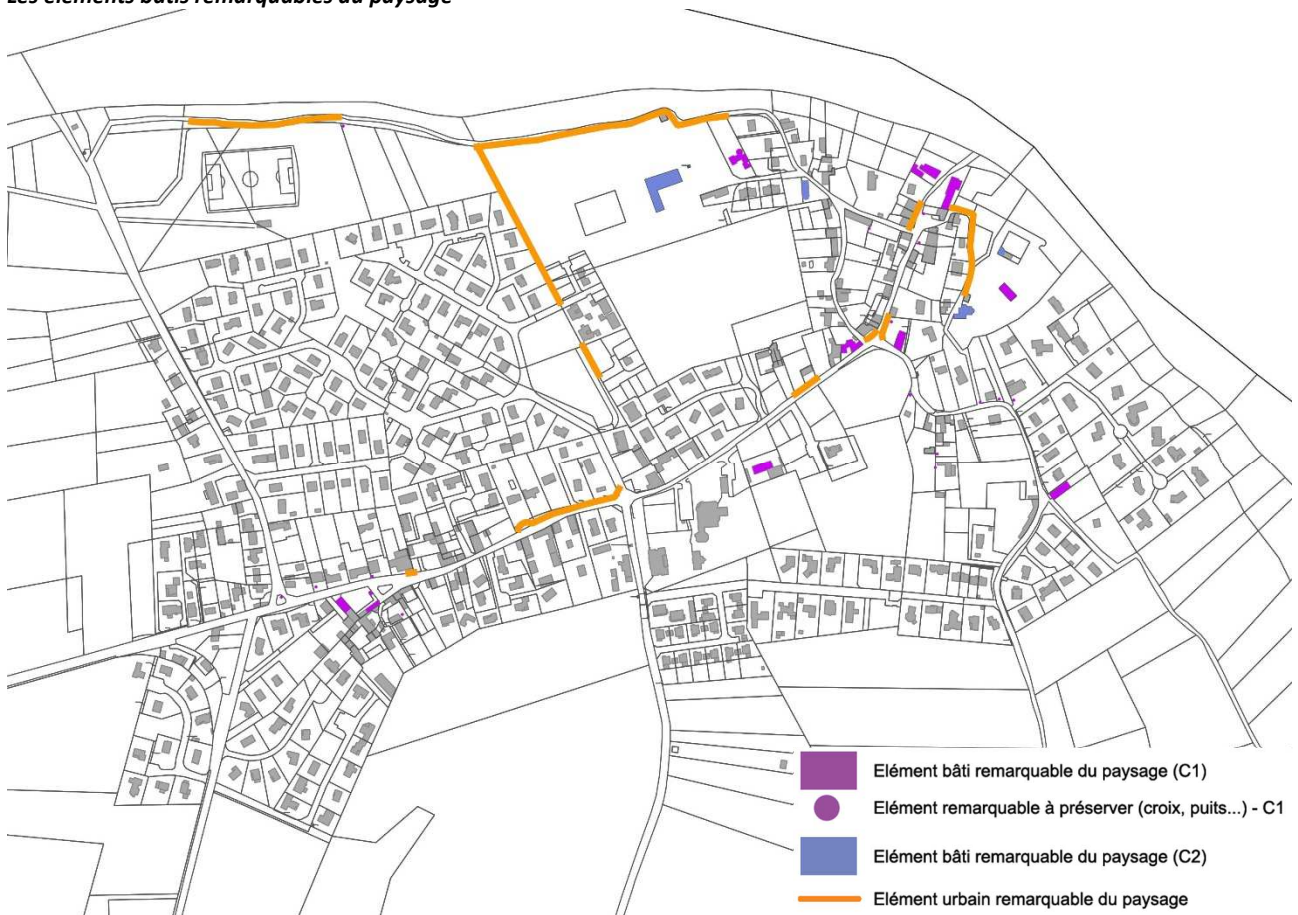 Les éléments bâtis remarquables du paysage
Elément bâti remarquable du paysage (C1)
Elément remarquable à préserver (croix, puits...) - C1
Elément bâti remarquable du paysage (C2)
Elément urbain remarquable du paysage